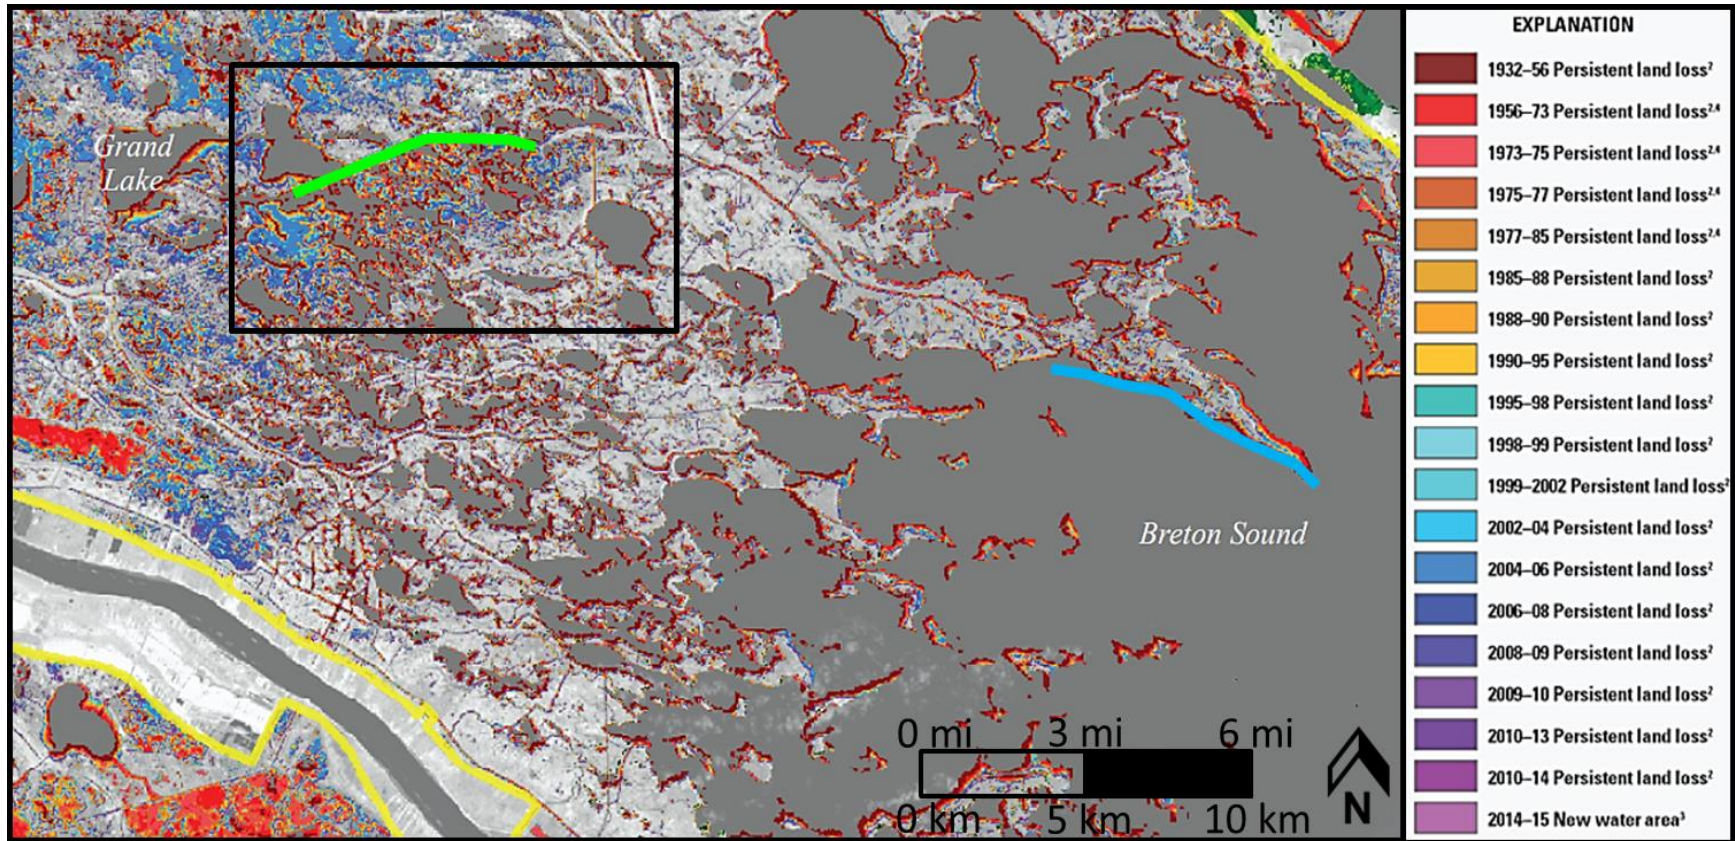 Grand
Lake
Breton Sound
0 mi 3 mi 6 mi
0 km 5 km 10 km
N
EXPLANATION
1932–56 Persistent land loss²
1956–73 Persistent land loss²,⁴
1973–75 Persistent land loss²,⁴
1975–77 Persistent land loss²,⁴
1977–85 Persistent land loss²,⁴
1985–88 Persistent land loss²
1988–90 Persistent land loss²
1990–95 Persistent land loss²
1995–98 Persistent land loss²
1998–99 Persistent land loss²
1999–2002 Persistent land loss²
2002–04 Persistent land loss²
2004–06 Persistent land loss²
2006–08 Persistent land loss²
2008–09 Persistent land loss²
2009–10 Persistent land loss²
2010–13 Persistent land loss²
2010–14 Persistent land loss²
2014–15 New water area³